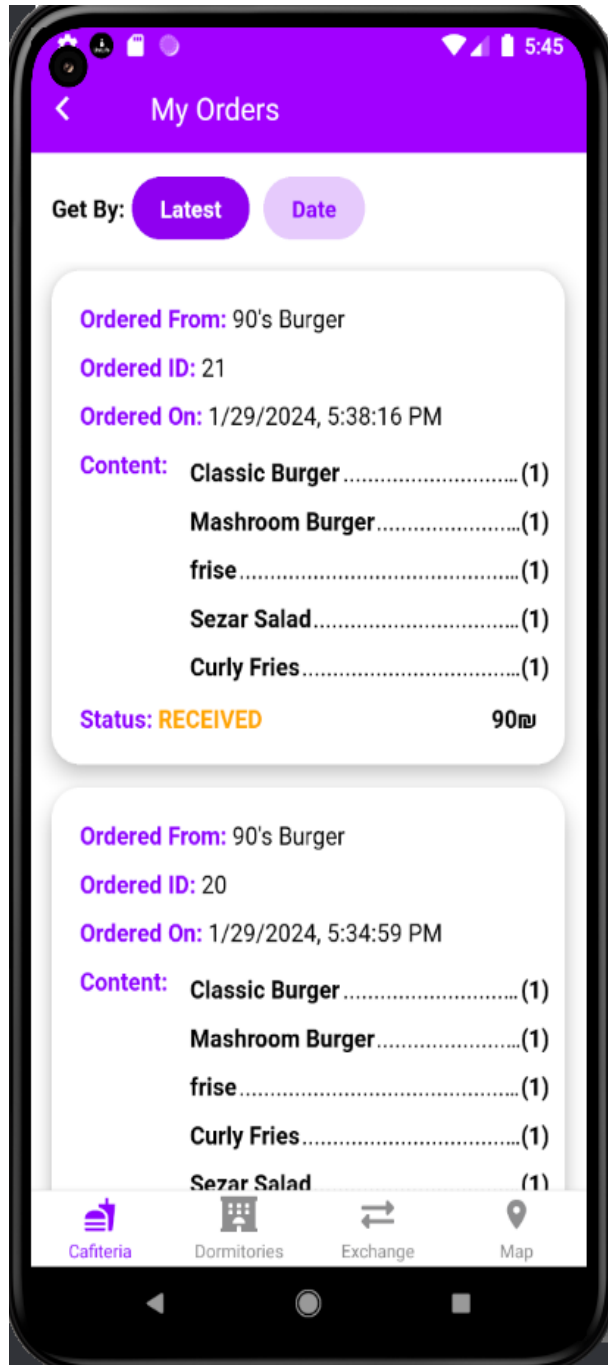 5:45
My Orders
Get By: Latest Date
Ordered From: 90's Burger
Ordered ID: 21
Ordered On: 1/29/2024, 5:38:16 PM
Content: Classic Burger............................(1)
Mashroom Burger.......................(1)
frise.............................................(1)
Sezar Salad.................................(1)
Curly Fries...................................(1)
Status: RECEIVED 90₪
Ordered From: 90's Burger
Ordered ID: 20
Ordered On: 1/29/2024, 5:34:59 PM
Content: Classic Burger............................(1)
Mashroom Burger.......................(1)
frise.............................................(1)
Curly Fries...................................(1)
Sezar Salad.................................(1)
Cafiteria Dormitories Exchange Map